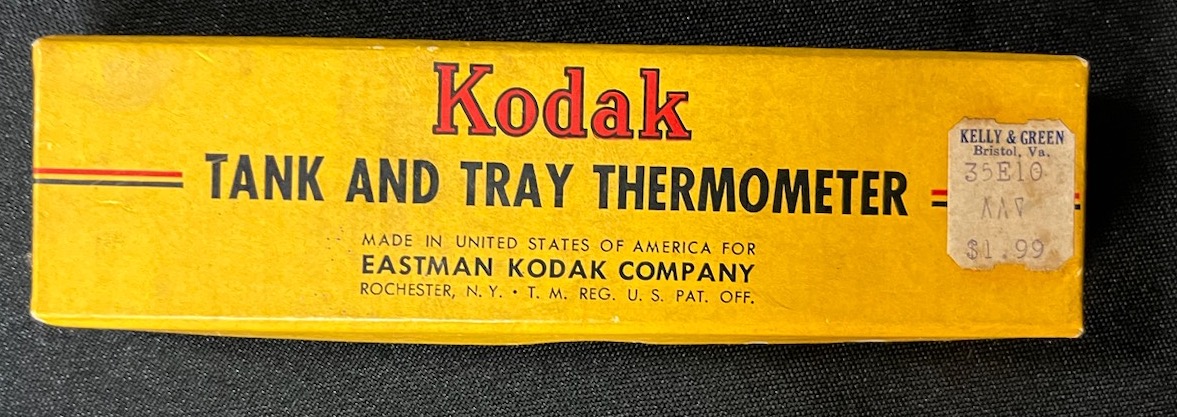 Kodak
TANK AND TRAY THERMOMETER
MADE IN UNITED STATES OF AMERICA FOR
EASTMAN KODAK COMPANY
ROCHESTER, N. Y. • T. M. REG. U. S. PAT. OFF.
KELLY & GREEN
Bristol, Va.
35E10
$1.99